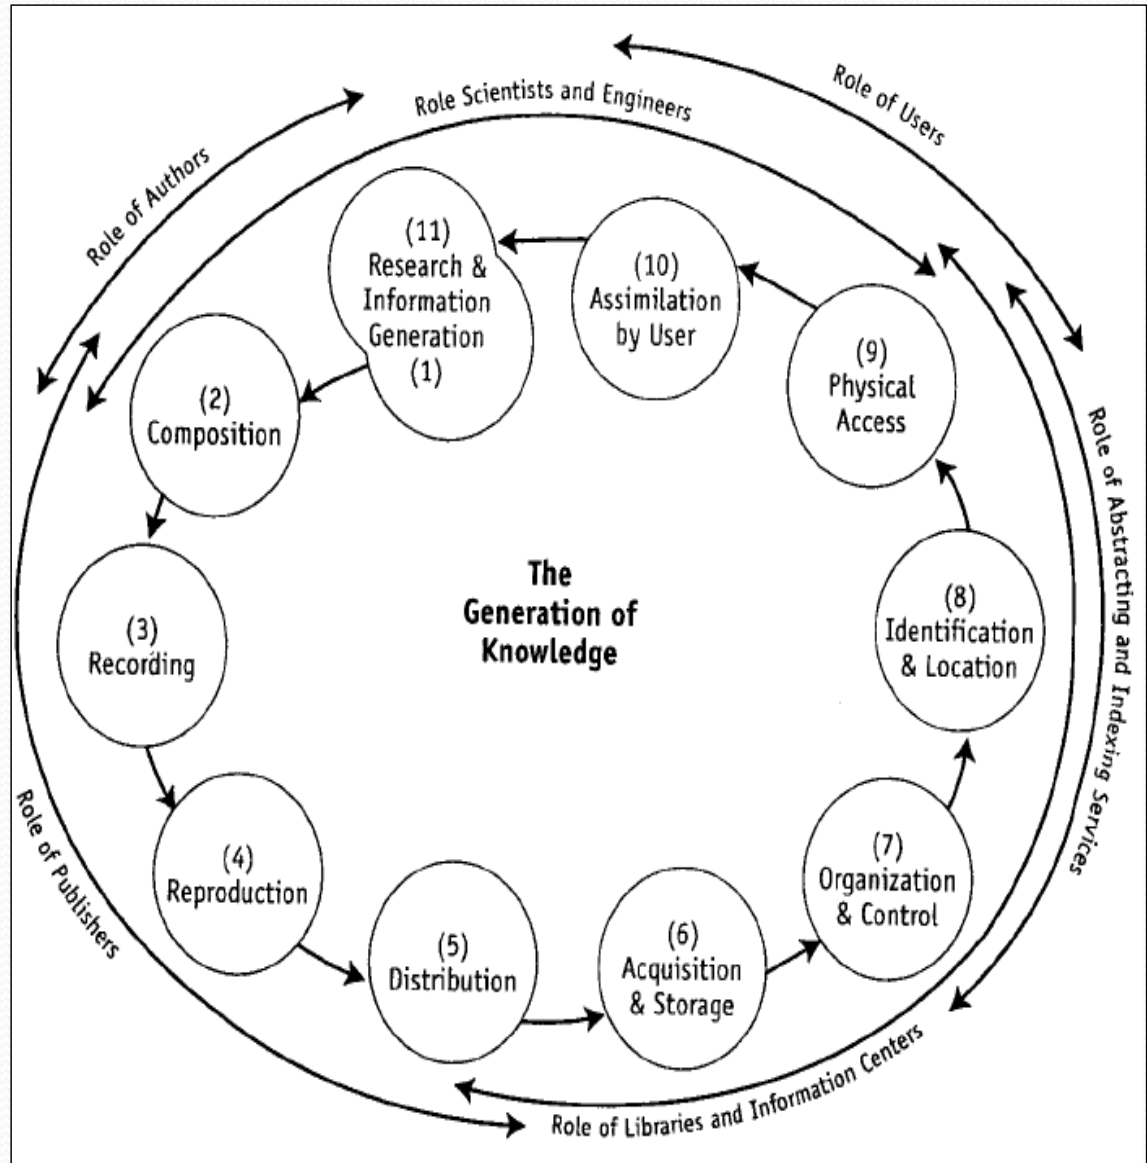 Role of Authors
Role Scientists and Engineers
Role of Users
(11)
Research &
Information
Generation
(1)
(10)
Assimilation
by User
(9)
Physical
Access
(2)
Composition
(3)
Recording
The
Generation of
Knowledge
(8)
Identification
& Location
Role of Abstracting and Indexing Services
(4)
Reproduction
(7)
Organization
& Control
(5)
Distribution
(6)
Acquisition
& Storage
Role of Publishers
Role of Libraries and Information Centers